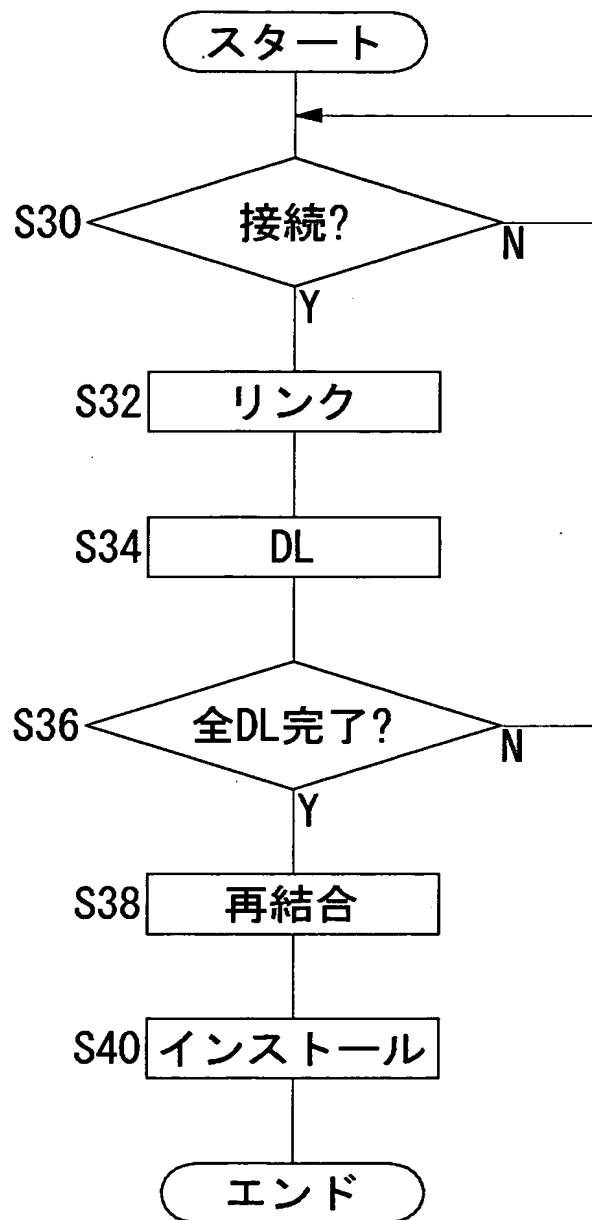 スタート
S30 接続? N
Y
S32 リンク
S34 DL
S36 全DL完了? N
Y
S38 再結合
S40 インストール
エンド